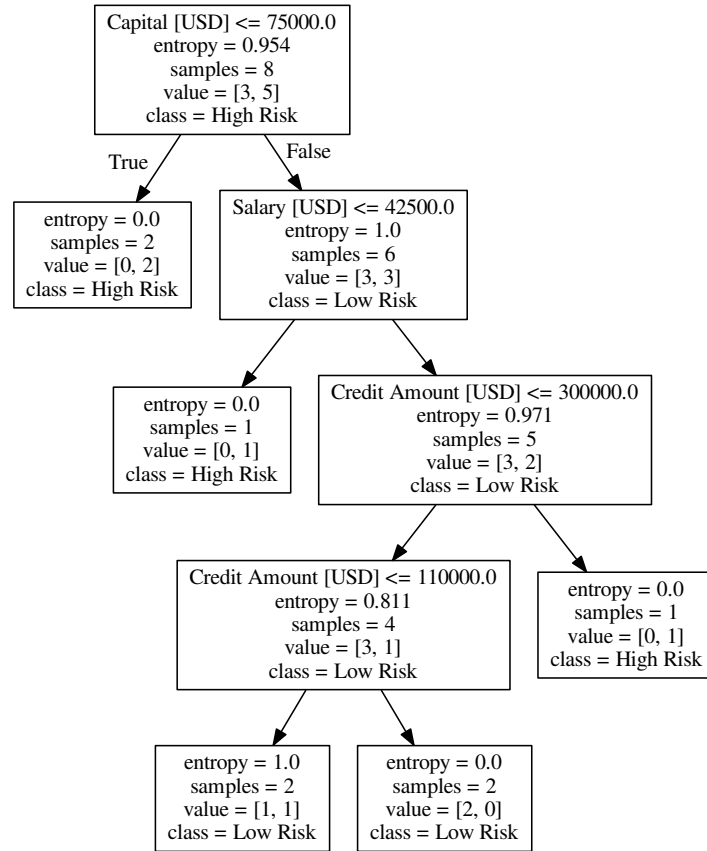 Capital [USD] <= 75000.0
entropy = 0.954
samples = 8
value = [3, 5]
class = High Risk
True
False
entropy = 0.0
samples = 2
value = [0, 2]
class = High Risk
Salary [USD] <= 42500.0
entropy = 1.0
samples = 6
value = [3, 3]
class = Low Risk
entropy = 0.0
samples = 1
value = [0, 1]
class = High Risk
Credit Amount [USD] <= 300000.0
entropy = 0.971
samples = 5
value = [3, 2]
class = Low Risk
Credit Amount [USD] <= 110000.0
entropy = 0.811
samples = 4
value = [3, 1]
class = Low Risk
entropy = 0.0
samples = 1
value = [0, 1]
class = High Risk
entropy = 1.0
samples = 2
value = [1, 1]
class = Low Risk
entropy = 0.0
samples = 2
value = [2, 0]
class = Low Risk